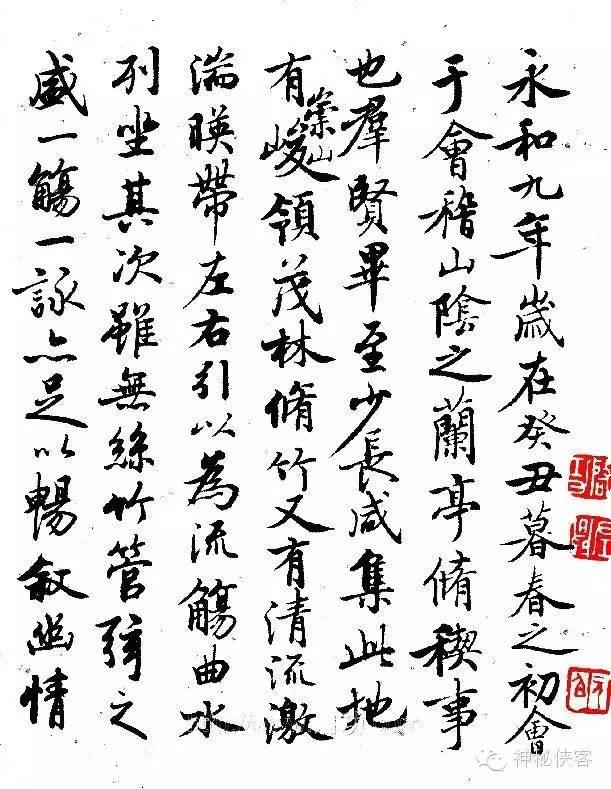 永和九年歲在癸丑暮春之初會
于會稽山陰之蘭亭脩稧事
也羣賢畢至少長咸集此地
有崇山峻領茂林脩竹又有清流激
湍暎帶左右引以為流觴曲水
列坐其次雖無絲竹管弦之
盛一觴一詠亦足以暢敘幽情
神秘侠客